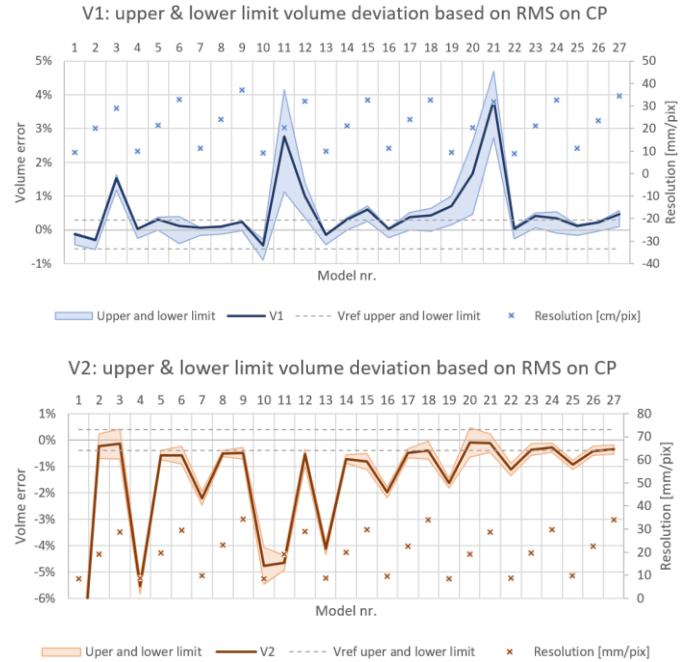 V1: upper & lower limit volume deviation based on RMS on CP
1 2 3 4 5 6 7 8 9 10 11 12 13 14 15 16 17 18 19 20 21 22 23 24 25 26 27
5% 50
4% 40
3% 30
2% 20
1% 10
0% 0
-1% -10
-20
-30
-40
Volume error
Resolution [mm/pix]
Model nr.
Upper and lower limit V1 Vref upper and lower limit Resolution [cm/pix]
V2: upper & lower limit volume deviation based on RMS on CP
1 2 3 4 5 6 7 8 9 10 11 12 13 14 15 16 17 18 19 20 21 22 23 24 25 26 27
1% 80
0% 70
-1% 60
-2% 50
-3% 40
-4% 30
-5% 20
-6% 10
0
Volme error
Resolution [mm/pix]
Model nr.
Uper and lower limit V2 Vref uper and lower limit Resolution [mm/pix]